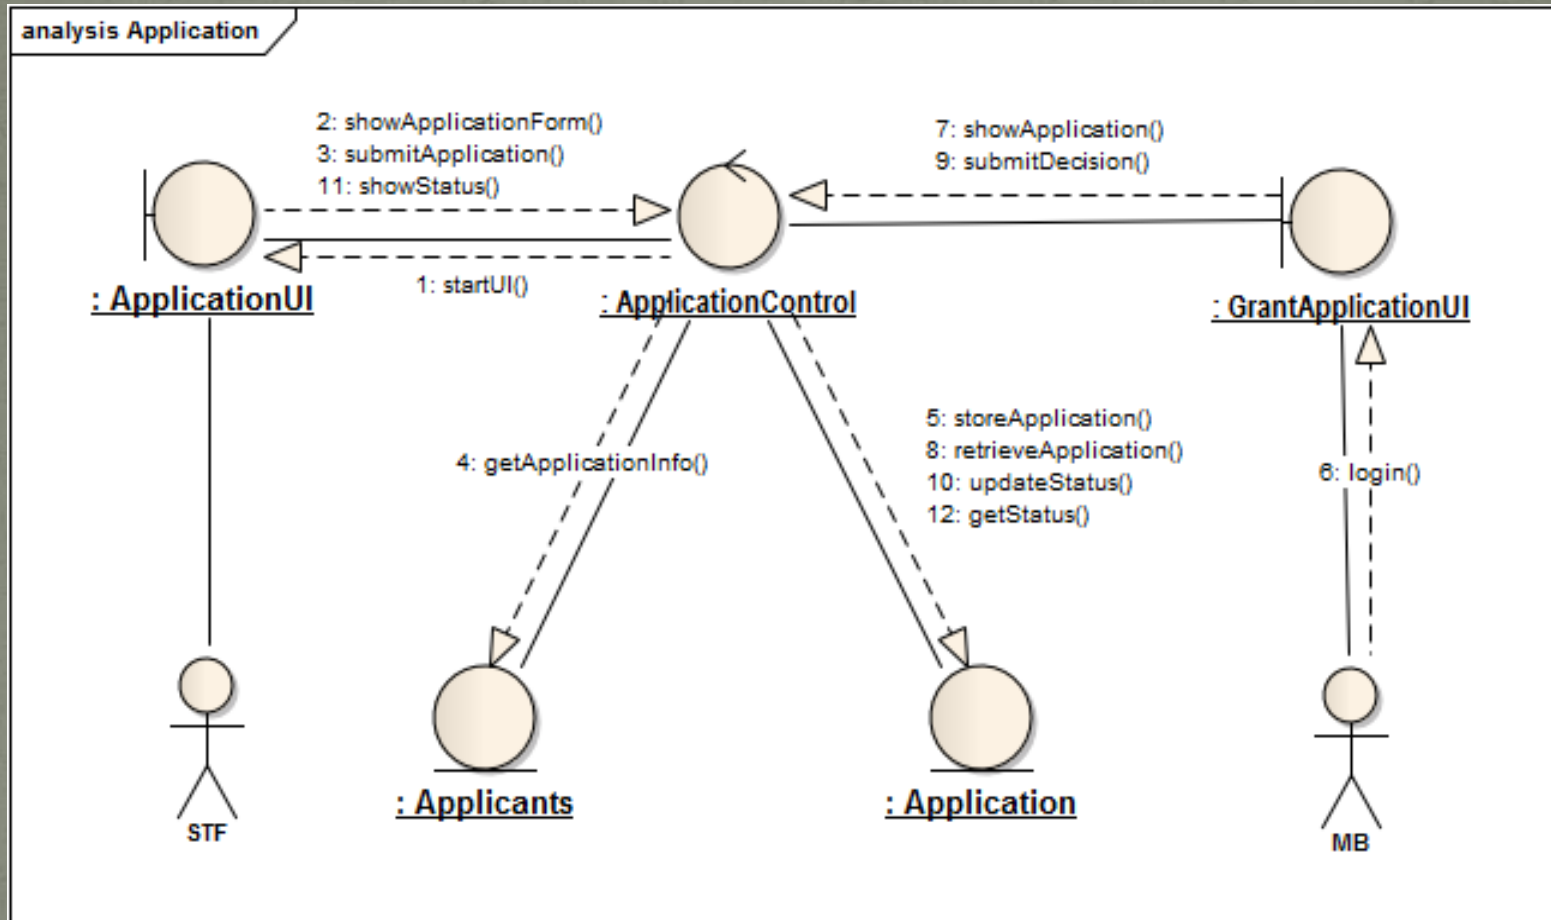 analysis Application
2: showApplicationForm()
3: submitApplication()
11: showStatus()
7: showApplication()
9: submitDecision()
1: startUI()
: ApplicationUI
: ApplicationControl
: GrantApplicationUI
4: getApplicationInfo()
5: storeApplication()
8: retrieveApplication()
10: updateStatus()
12: getStatus()
6: login()
: Applicants
: Application
STF
MB